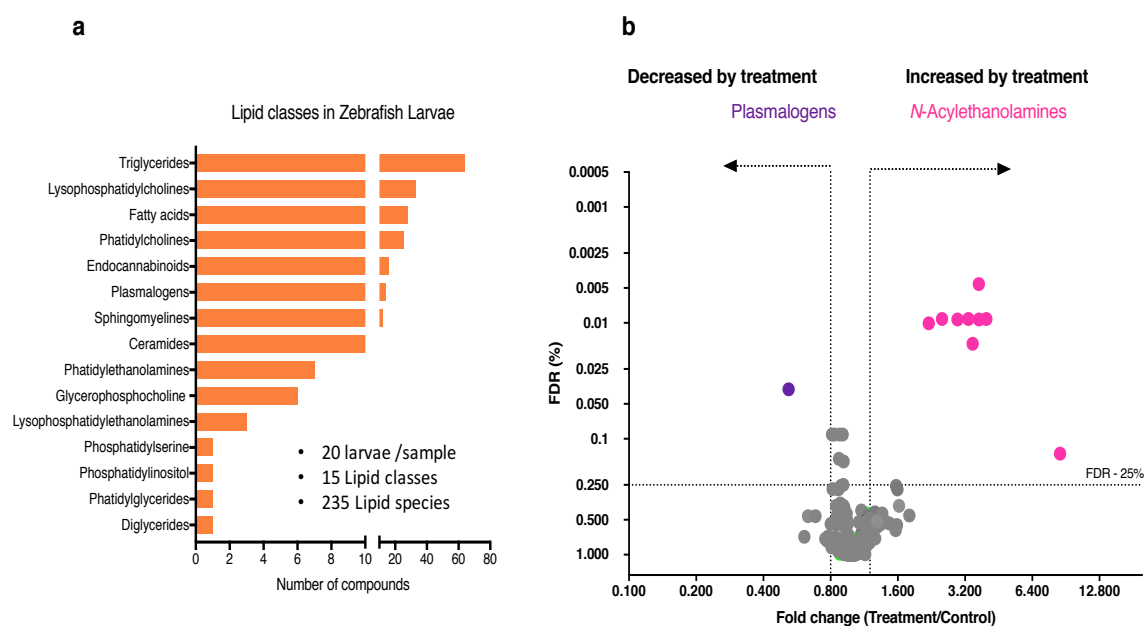 a
Lipid classes in Zebrafish Larvae
Triglycerides
Lysophosphatidylcholines
Fatty acids
Phatidylcholines
Endocannabinoids
Plasmalogens
Sphingomyelines
Ceramides
Phatidylethanolamines
Glycerophosphocholine
Lysophosphatidylethanolamines
Phosphatidylserine
Phosphatidylinositol
Phatidylglycerides
Diglycerides
• 20 larvae /sample
• 15 Lipid classes
• 235 Lipid species
0 2 4 6 8 10 20 40 60 80
Number of compounds
b
Decreased by treatment Increased by treatment
Plasmalogens N-Acylethanolamines
FDR (%)
0.0005
0.001
0.0025
0.005
0.01
0.025
0.050
0.1
0.250
0.500
1.000
FDR - 25%
0.100 0.200 0.400 0.800 1.600 3.200 6.400 12.800
Fold change (Treatment/Control)